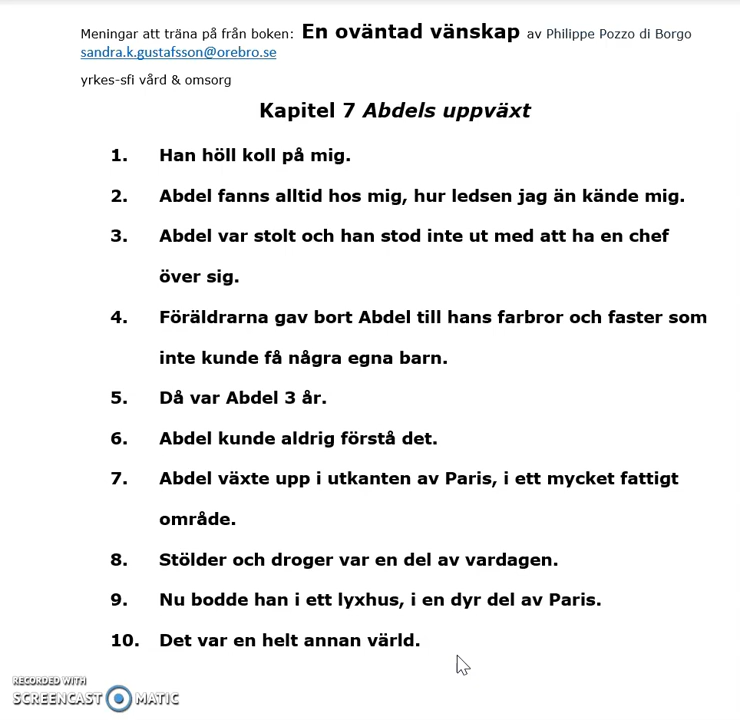 Meningar att träna på från boken: En oväntad vänskap av Philippe Pozzo di Borgo
sandra.k.gustafsson@orebro.se
yrkes-sfi vård & omsorg
Kapitel 7 Abdels uppväxt
1. Han höll koll på mig.
2. Abdel fanns alltid hos mig, hur ledsen jag än kände mig.
3. Abdel var stolt och han stod inte ut med att ha en chef
över sig.
4. Föräldrarna gav bort Abdel till hans farbror och faster som
inte kunde få några egna barn.
5. Då var Abdel 3 år.
6. Abdel kunde aldrig förstå det.
7. Abdel växte upp i utkanten av Paris, i ett mycket fattigt
område.
8. Stölder och droger var en del av vardagen.
9. Nu bodde han i ett lyxhus, i en dyr del av Paris.
10. Det var en helt annan värld.
RECORDED WITH
SCREENCAST MATIC